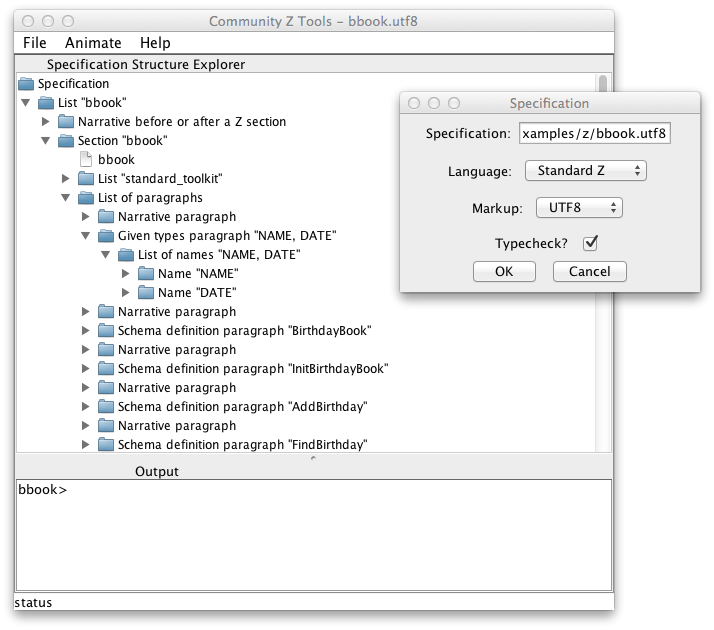 Community Z Tools – bbook.utf8
File Animate Help
Specification Structure Explorer
Specification
List "bbook"
Narrative before or after a Z section
Section "bbook"
bbook
List "standard_toolkit"
List of paragraphs
Narrative paragraph
Given types paragraph "NAME, DATE"
List of names "NAME, DATE"
Name "NAME"
Name "DATE"
Narrative paragraph
Schema definition paragraph "BirthdayBook"
Narrative paragraph
Schema definition paragraph "InitBirthdayBook"
Narrative paragraph
Schema definition paragraph "AddBirthday"
Narrative paragraph
Schema definition paragraph "FindBirthday"
Output
bbook>
status
Specification
Specification: xamples/z/bbook.utf8
Language: Standard Z
Markup: UTF8
Typecheck?
OK Cancel